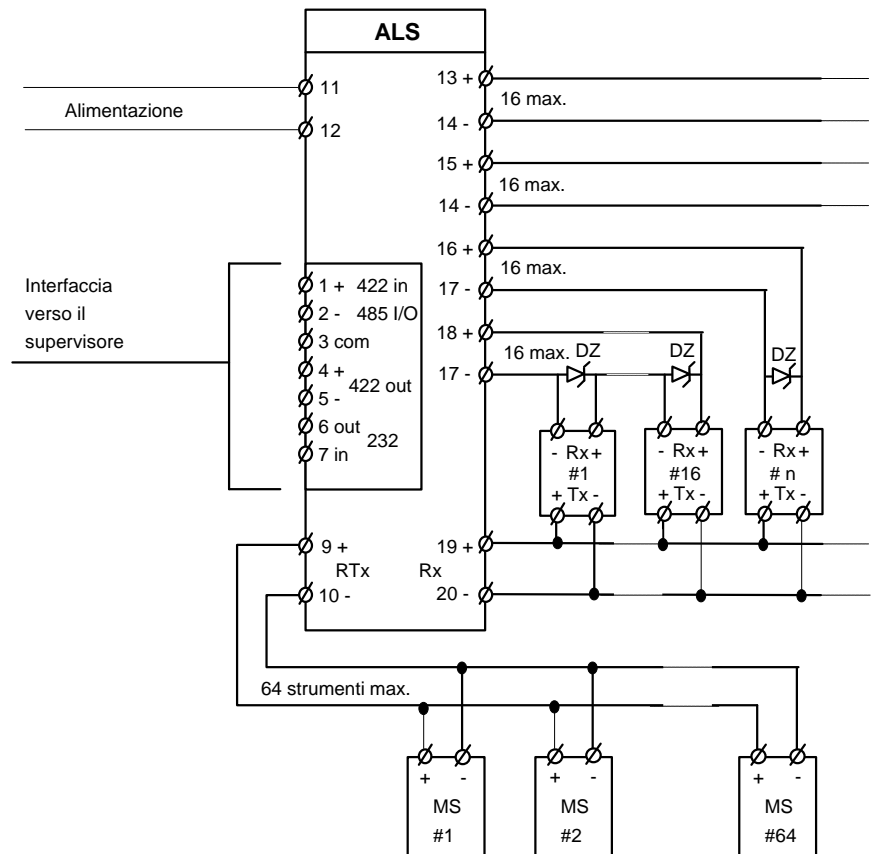 ALS
11
Alimentazione
12
13 +
16 max.
14 -
15 +
16 max.
14 -
16 +
16 max.
17 -
18 +
16 max.
17 -
DZ
DZ
DZ
Interfaccia
verso il
supervisore
1 + 422 in
2 - 485 I/O
3 com
4 +
422 out
5 -
6 out
232
7 in
- Rx +
#1
+ Tx -
- Rx +
#16
+ Tx -
- Rx +
# n
+ Tx -
9 +
RTx
10 -
19 +
Rx
20 -
64 strumenti max.
+ -
MS
#1
+ -
MS
#2
+ -
MS
#64